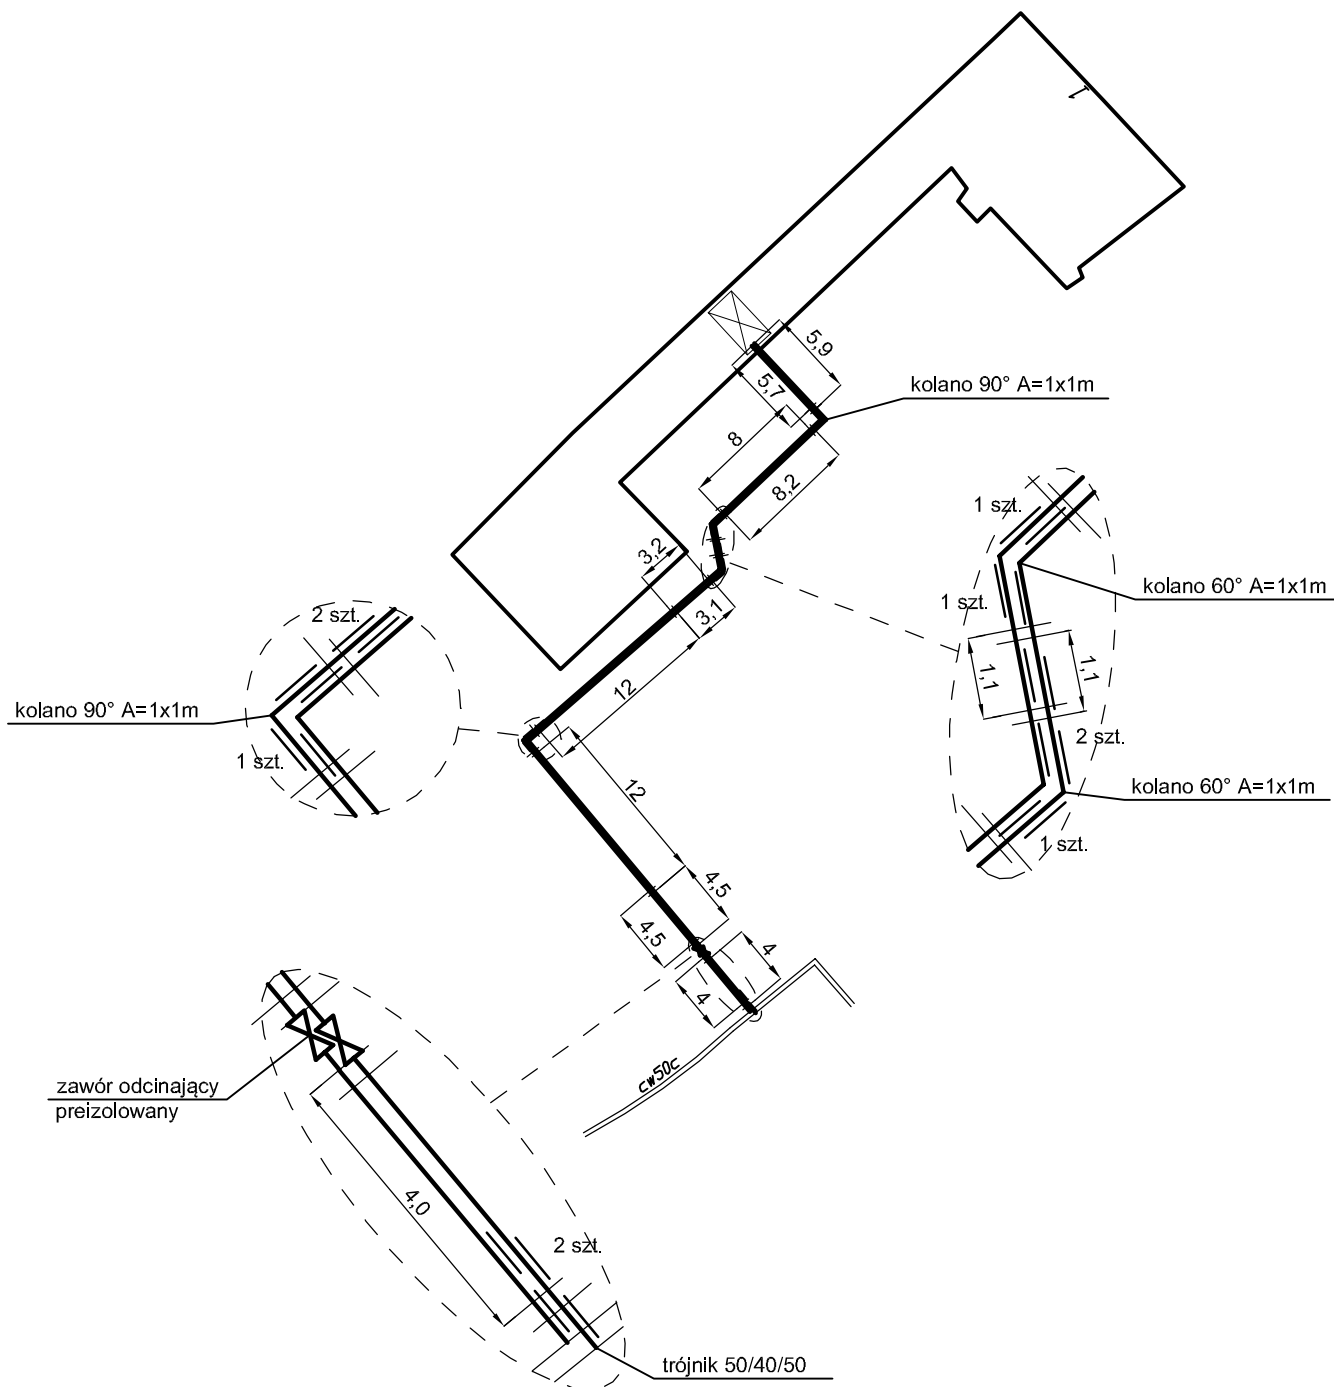 1
5,9
5,7
kolano 90° A=1x1m
8
8,2
1 szt.
3,2
kolano 60° A=1x1m
1 szt.
3,1
2 szt.
1,1
1,1
12
kolano 90° A=1x1m
2 szt.
1 szt.
kolano 60° A=1x1m
12
1 szt.
4,5
4,5
4
4
cw50c
zawór odcinający
preizolowany
4,0
2 szt.
trójnik 50/40/50